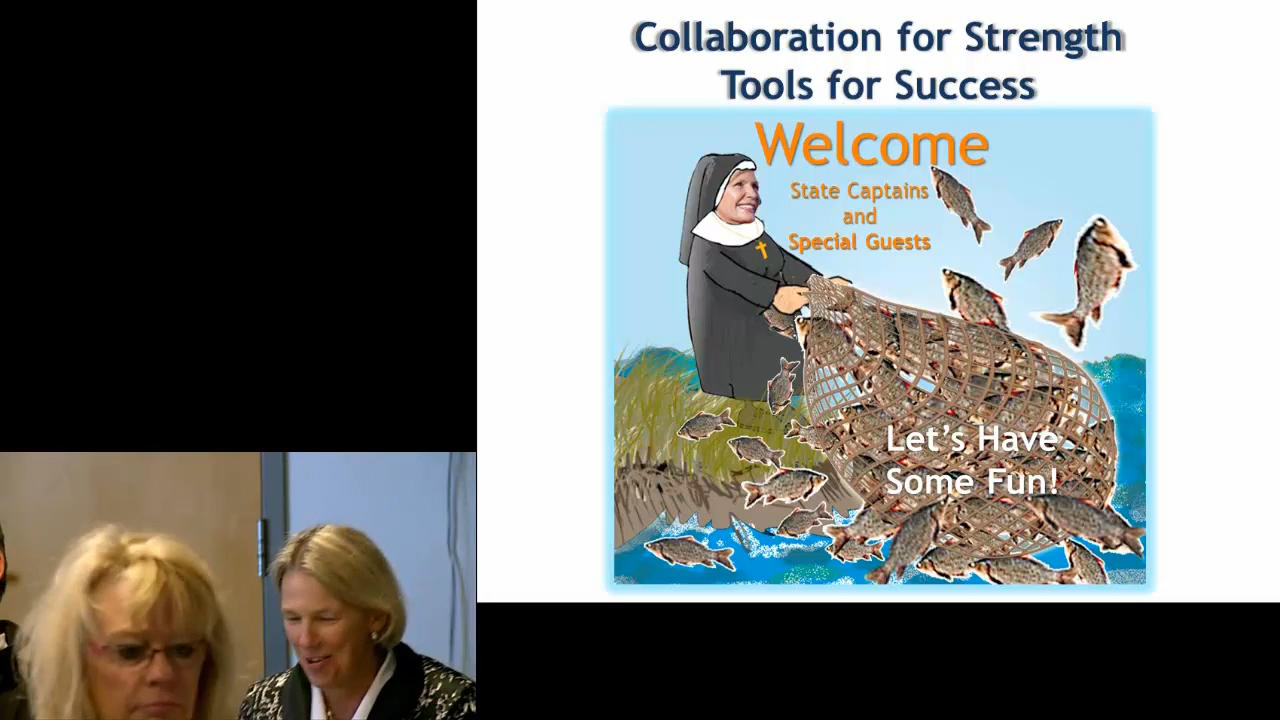 Collaboration for Strength
Tools for Success
Welcome
State Captains
and
Special Guests
Let's Have
Some Fun!